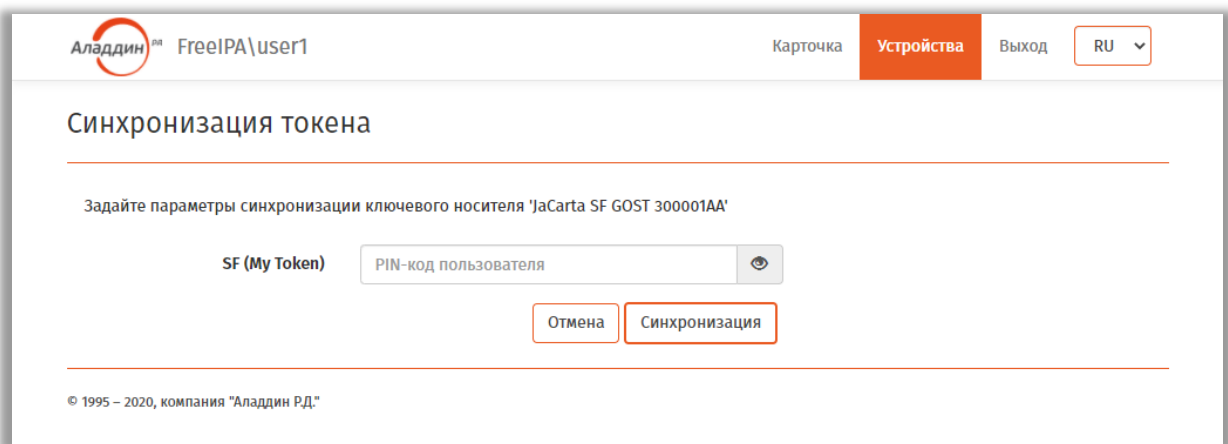 Аладдин РД FreeIPA\user1 Карточка Устройства Выход RU
Синхронизация токена
Задайте параметры синхронизации ключевого носителя 'JaCarta SF GOST 300001AA'
SF (My Token) PIN-код пользователя
Отмена Синхронизация
© 1995 – 2020, компания "Аладдин Р.Д."